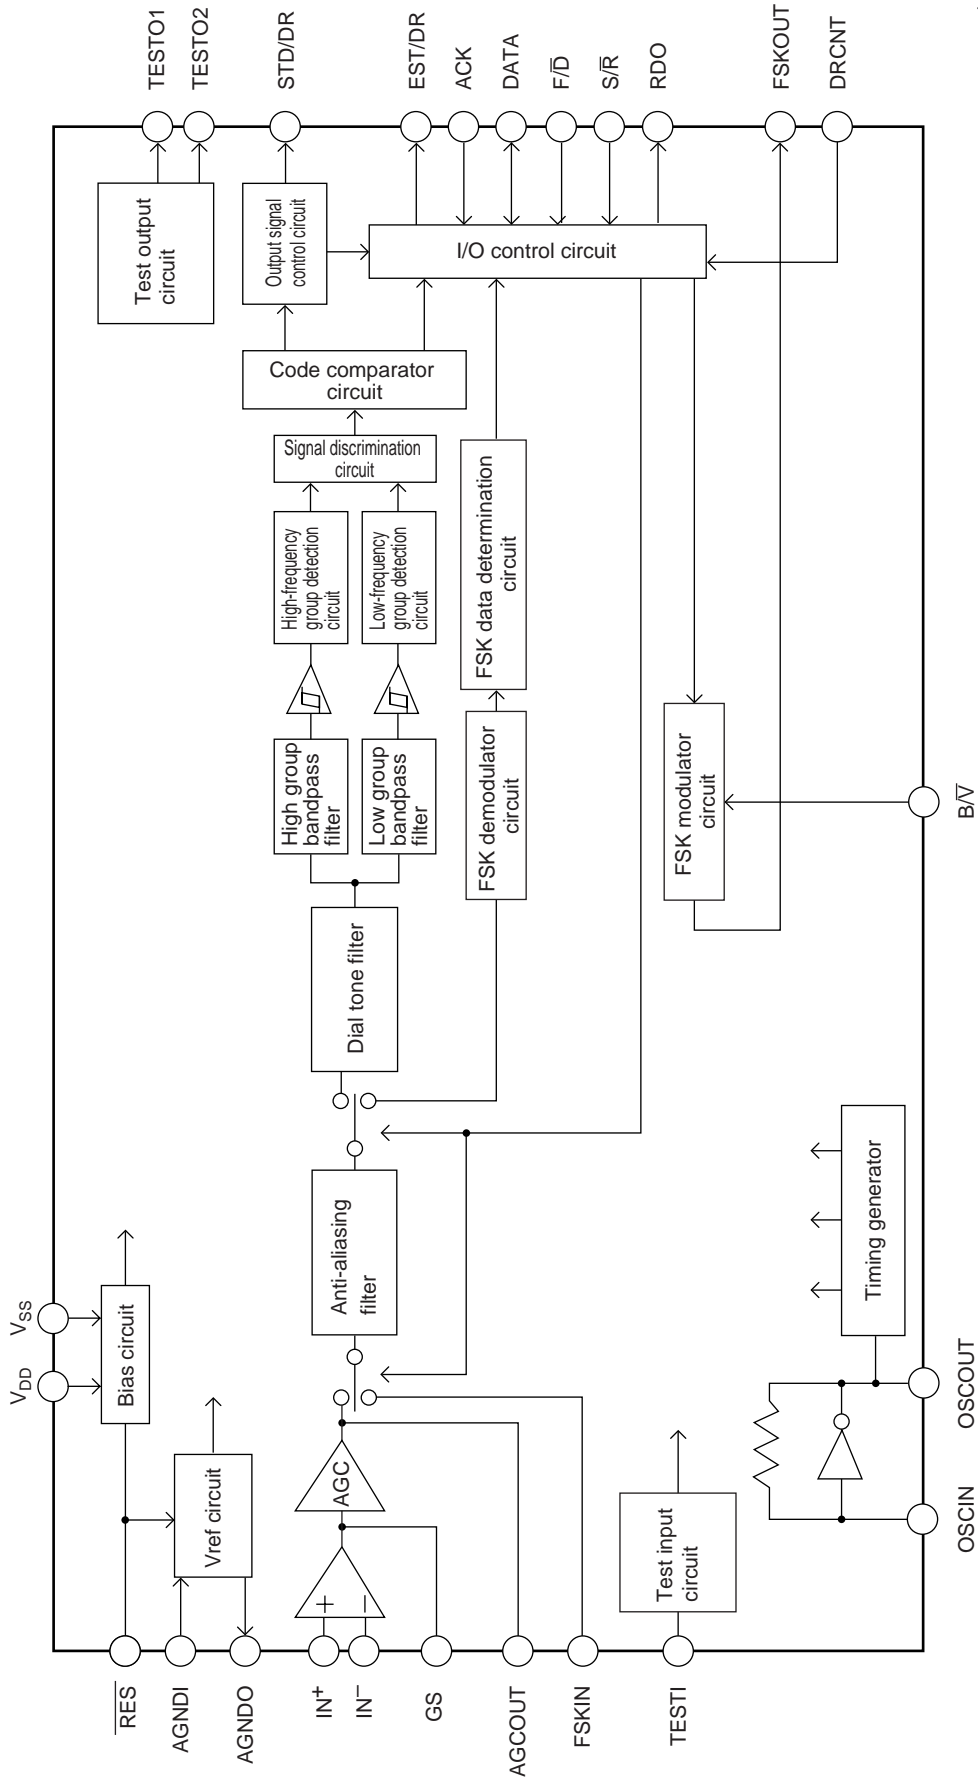 TESTO1
TESTO2
STD/DR
EST/DR
ACK
DATA
F/D̅
S/R̅
RDO
FSKOUT
DRCNT
Test output
circuit
Output signal
control circuit
I/O control circuit
Code comparator
circuit
Signal discrimination
circuit
High-frequency
group detection
circuit
Low-frequency
group detection
circuit
FSK data determination
circuit
High group
bandpass
filter
Low group
bandpass
filter
FSK demodulator
circuit
FSK modulator
circuit
B/V̅
Dial tone filter
Anti-aliasing
filter
Timing generator
VSS
VDD
Bias circuit
Vref circuit
AGC
+
−
Test input
circuit
OSCOUT
OSCIN
R̅E̅S̅
AGNDI
AGNDO
IN+
IN−
GS
AGCOUT
FSKIN
TESTI